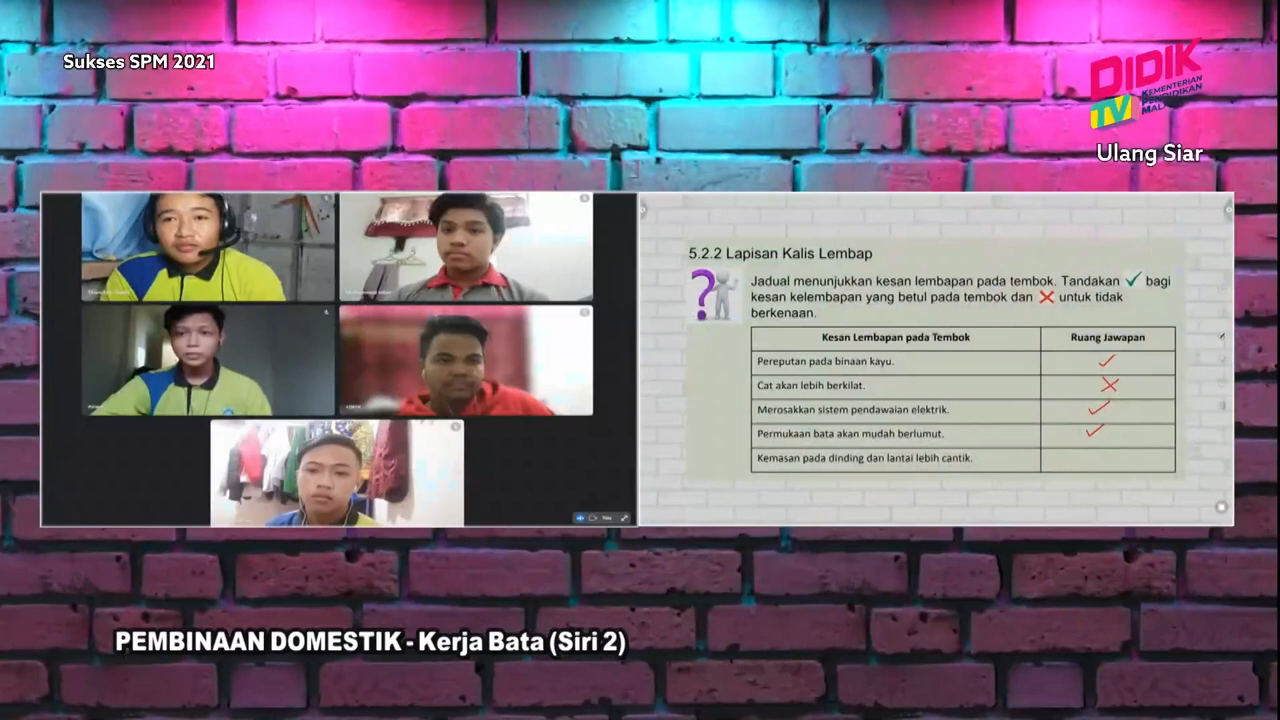 Sukses SPM 2021
DIDIK
TV
KEMENTERIAN
PENDIDIKAN
Ulang Siar
5.2.2 Lapisan Kalis Lembap
Jadual menunjukkan kesan lembapan pada tembok. Tandakan ✓ bagi
kesan kelembapan yang betul pada tembok dan ✗ untuk tidak
berkenaan.
Kesan Lembapan pada Tembok Ruang Jawapan
Pereputan pada binaan kayu. ✓
Cat akan lebih berkilat. ✗
Merosakkan sistem pendawaian elektrik. ✓
Permukaan bata akan mudah berlumut. ✓
Kemasan pada dinding dan lantai lebih cantik.
PEMBINAAN DOMESTIK - Kerja Bata (Siri 2)